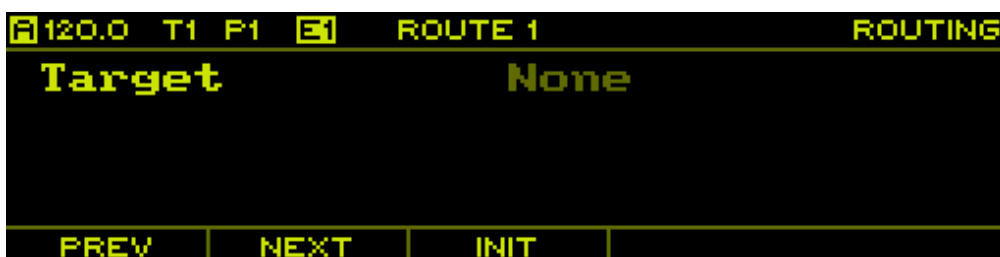 A 120.0 T1 P1 E1 ROUTE 1 ROUTING
Target None
PREV NEXT INIT